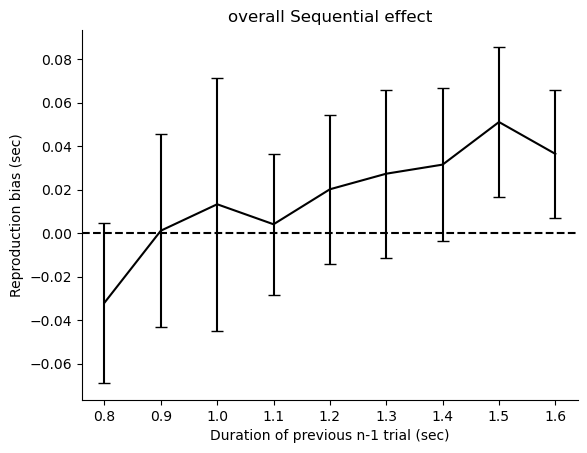 overall Sequential effect
0.08
0.06
0.04
0.02
0.00
−0.02
−0.04
−0.06
Reproduction bias (sec)
0.8 0.9 1.0 1.1 1.2 1.3 1.4 1.5 1.6
Duration of previous n-1 trial (sec)